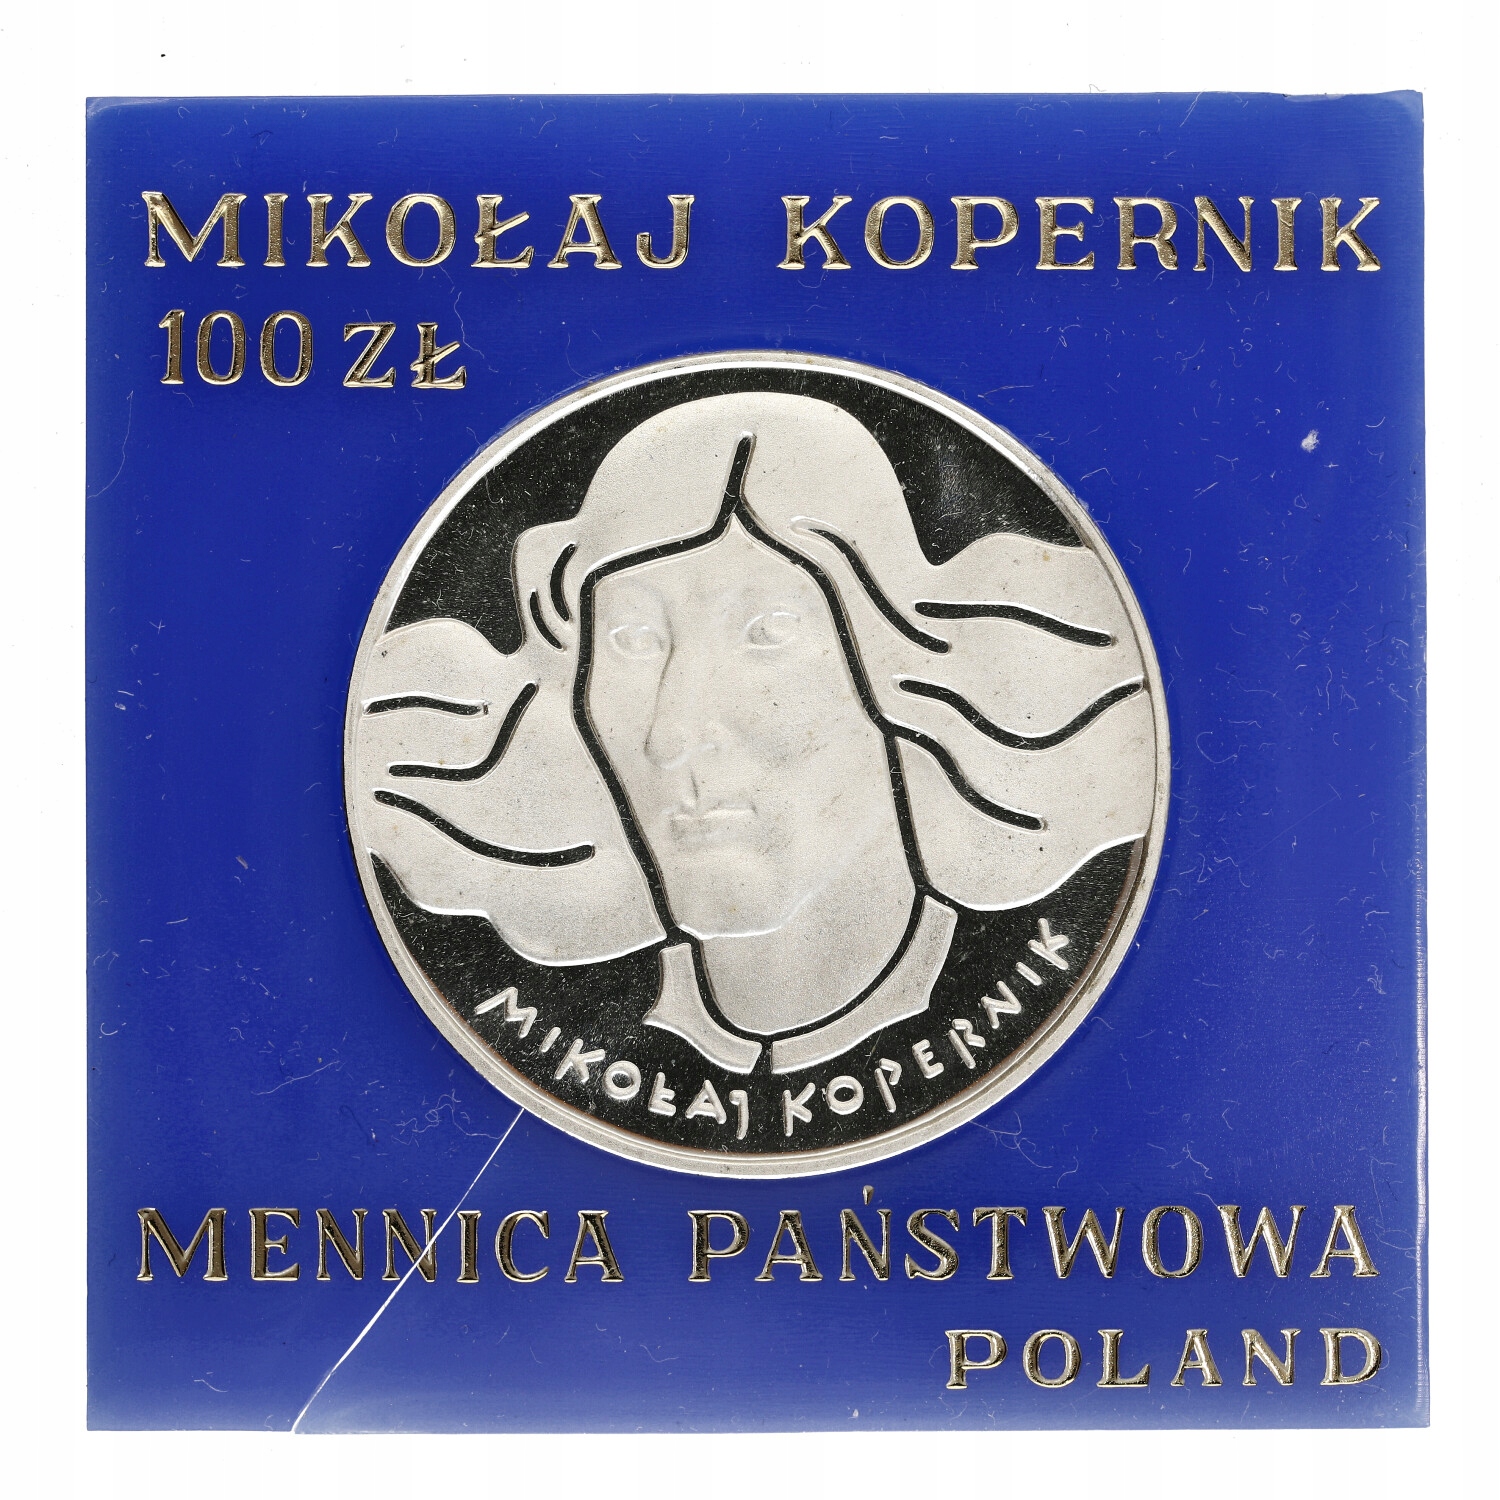 MIKOŁAJ KOPERNIK
100 ZŁ
MIKOŁAJ KOPERNIK
MENNICA PAŃSTWOWA
POLAND